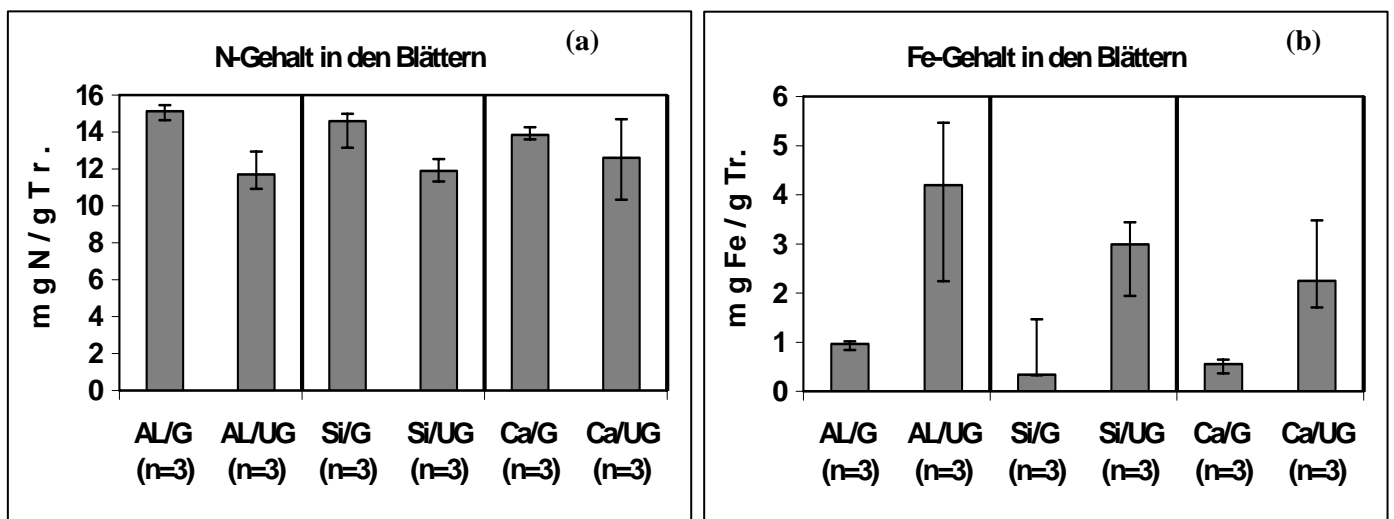 N-Gehalt in den Blättern
(a)
m g N / g T r .
16
14
12
10
8
6
4
2
0
AL/G AL/UG Si/G Si/UG Ca/G Ca/UG
(n=3) (n=3) (n=3) (n=3) (n=3) (n=3)
Fe-Gehalt in den Blättern
(b)
m g Fe / g Tr.
6
5
4
3
2
1
0
AL/G AL/UG Si/G Si/UG Ca/G Ca/UG
(n=3) (n=3) (n=3) (n=3) (n=3) (n=3)